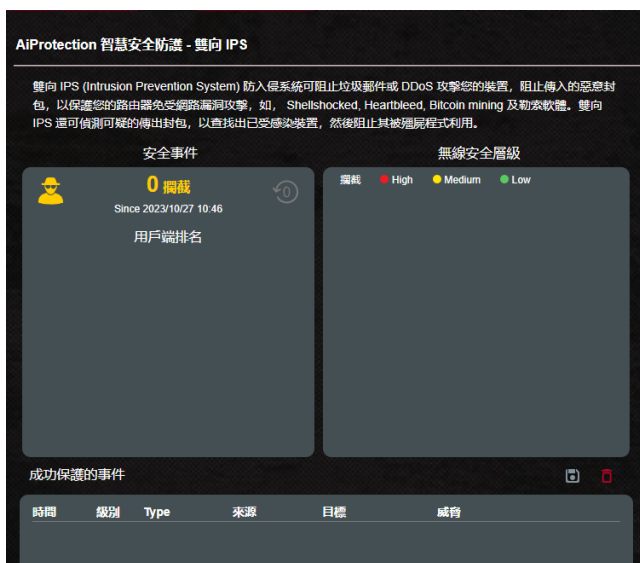 AiProtection 智慧安全防護 - 雙向 IPS
雙向 IPS (Intrusion Prevention System) 防入侵系統可阻止垃圾郵件或 DDoS 攻擊您的裝置，阻止傳入的惡意封
包，以保護您的路由器免受網路漏洞攻擊，如， Shellshocked, Heartbleed, Bitcoin mining 及勒索軟體。雙向
IPS 還可偵測可疑的傳出封包，以查找出已受感染裝置，然後阻止其被殭屍程式利用。
安全事件
無線安全層級
0 攔截
0
Since 2023/10/27 10:46
用戶端排名
攔截 High Medium Low
成功保護的事件
時間 級別 Type 來源 目標 威脅